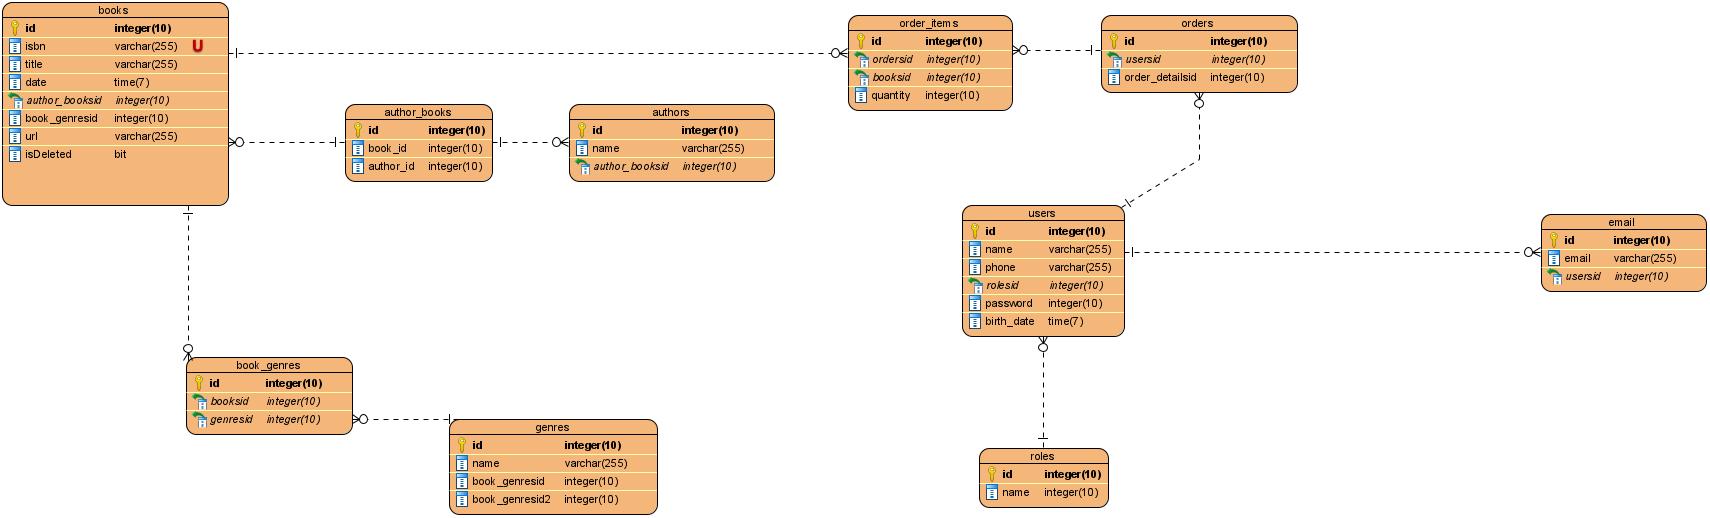 books
id integer(10)
isbn varchar(255) U
title varchar(255)
date time(7)
author_booksid integer(10)
book_genresid integer(10)
url varchar(255)
isDeleted bit
author_books
id integer(10)
book_id integer(10)
author_id integer(10)
authors
id integer(10)
name varchar(255)
author_booksid integer(10)
order_items
id integer(10)
ordersid integer(10)
booksid integer(10)
quantity integer(10)
orders
id integer(10)
usersid integer(10)
order_detailsid integer(10)
users
id integer(10)
name varchar(255)
phone varchar(255)
rolesid integer(10)
password integer(10)
birth_date time(7)
email
id integer(10)
email varchar(255)
usersid integer(10)
book_genres
id integer(10)
booksid integer(10)
genresid integer(10)
genres
id integer(10)
name varchar(255)
book_genresid integer(10)
book_genresid2 integer(10)
roles
id integer(10)
name integer(10)